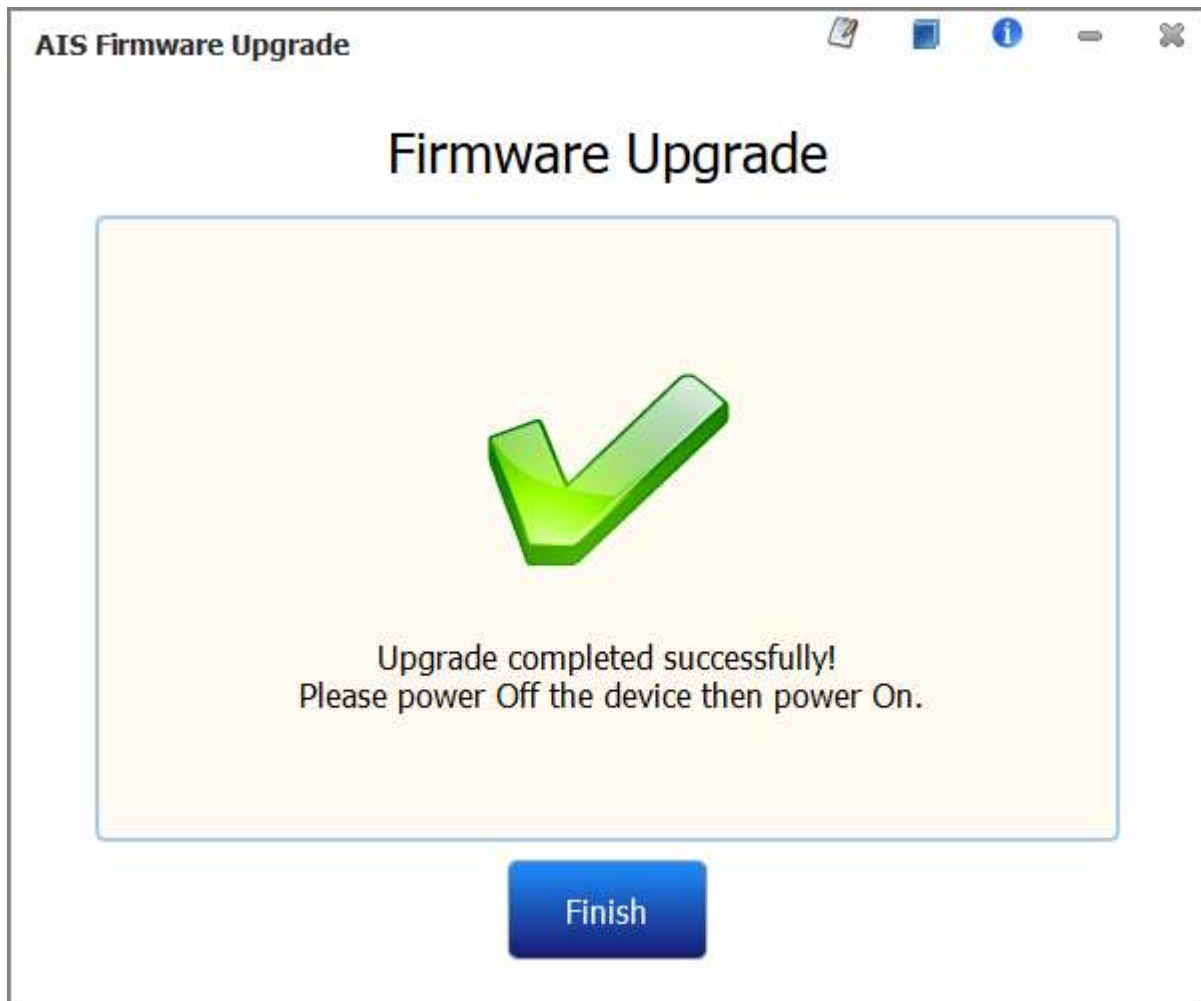 AIS Firmware Upgrade
Firmware Upgrade
Upgrade completed successfully!
Please power Off the device then power On.
Finish